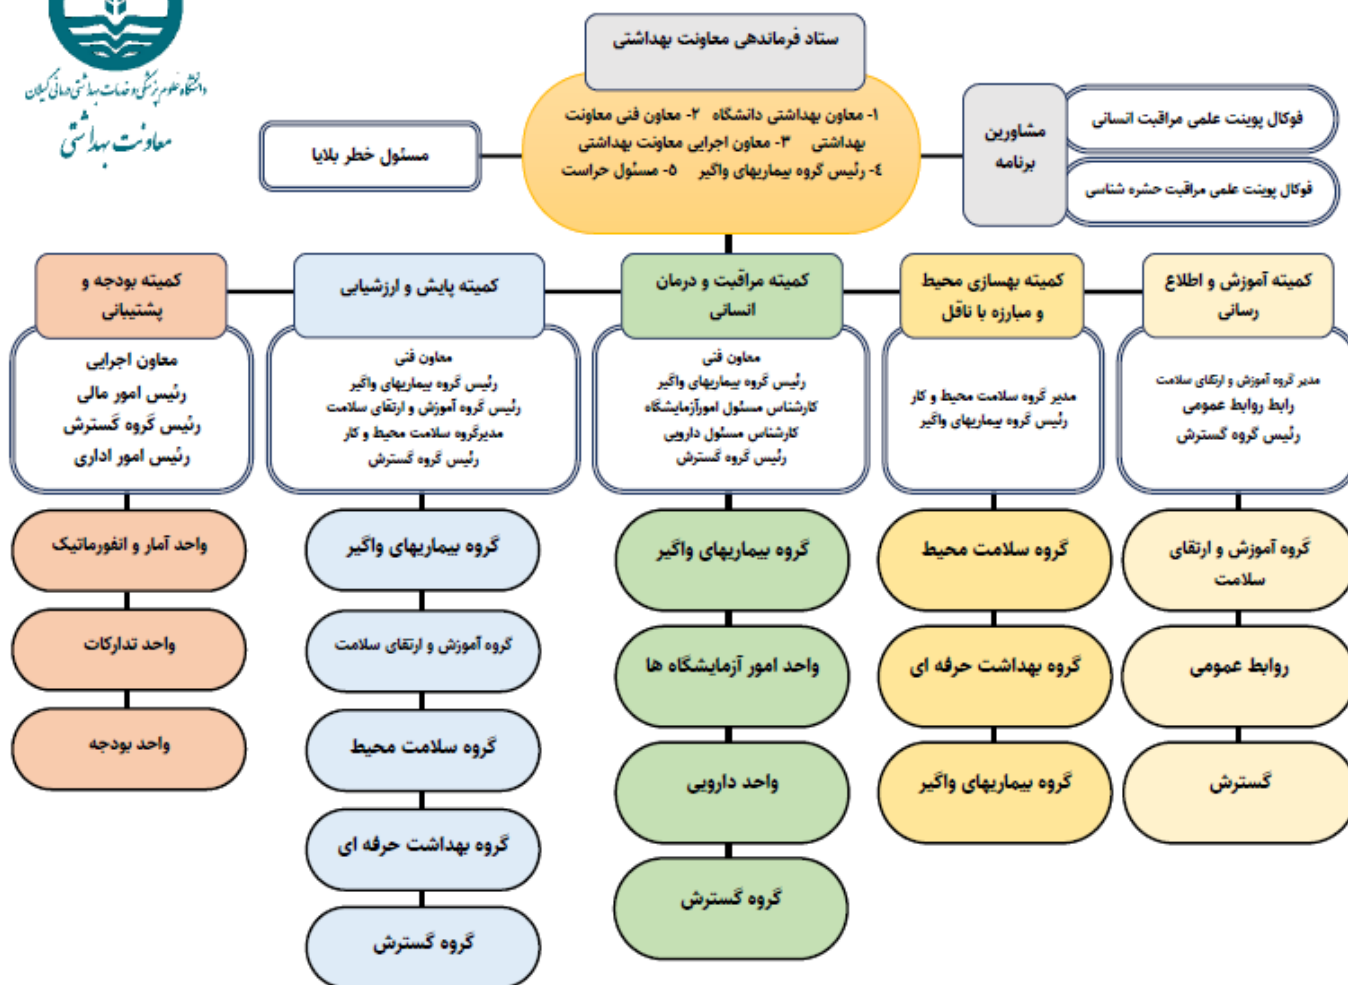 دانشگاه علوم پزشکی و خدمات بهداشتی درمانی گیلان
معاونت بهداشتی
ستاد فرماندهی معاونت بهداشتی
۱- معاون بهداشتی دانشگاه ۲- معاون فنی معاونت
بهداشتی ۳- معاون اجرایی معاونت بهداشتی
٤- رئیس گروه بیماریهای واگیر ٥- مسئول حراست
مشاورین
برنامه
فوکال پوینت علمی مراقبت انسانی
فوکال پوینت علمی مراقبت حشره شناسی
مسئول خطر بلایا
کمیته آموزش و اطلاع
رسانی
مدیر گروه آموزش و ارتقای سلامت
رابط روابط عمومی
رئیس گروه گسترش
گروه آموزش و ارتقای
سلامت
روابط عمومی
گسترش
کمیته بهسازی محیط
و مبارزه با ناقل
مدیر گروه سلامت محیط و کار
رئیس گروه بیماریهای واگیر
گروه سلامت محیط
گروه بهداشت حرفه ای
گروه بیماریهای واگیر
کمیته مراقبت و درمان
انسانی
معاون فنی
رئیس گروه بیماریهای واگیر
کارشناس مسئول امورآزمایشگاه
کارشناس مسئول دارویی
رئیس گروه گسترش
گروه بیماریهای واگیر
واحد امور آزمایشگاه ها
واحد دارویی
گروه گسترش
کمیته پایش و ارزشیابی
معاون فنی
رئیس گروه بیماریهای واگیر
رئیس گروه آموزش و ارتقای سلامت
مدیرگروه سلامت محیط و کار
رئیس گروه گسترش
گروه بیماریهای واگیر
گروه آموزش و ارتقای سلامت
گروه سلامت محیط
گروه بهداشت حرفه ای
گروه گسترش
کمیته بودجه و
پشتیبانی
معاون اجرایی
رئیس امور مالی
رئیس گروه گسترش
رئیس امور اداری
واحد آمار و انفورماتیک
واحد تدارکات
واحد بودجه